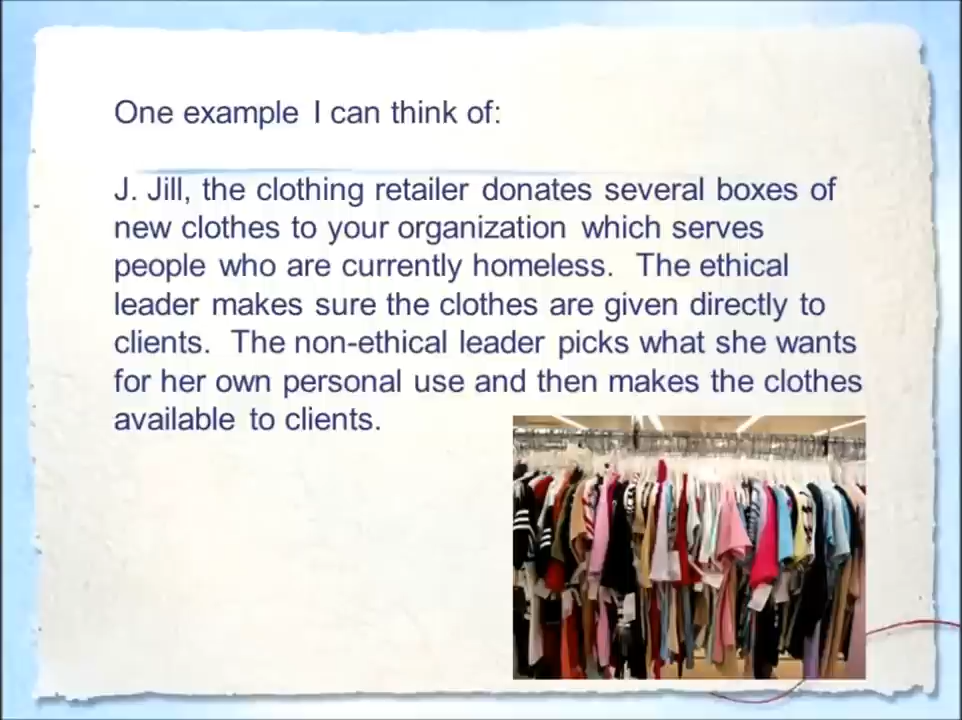 One example I can think of:
J. Jill, the clothing retailer donates several boxes of
new clothes to your organization which serves
people who are currently homeless.  The ethical
leader makes sure the clothes are given directly to
clients.  The non-ethical leader picks what she wants
for her own personal use and then makes the clothes
available to clients.